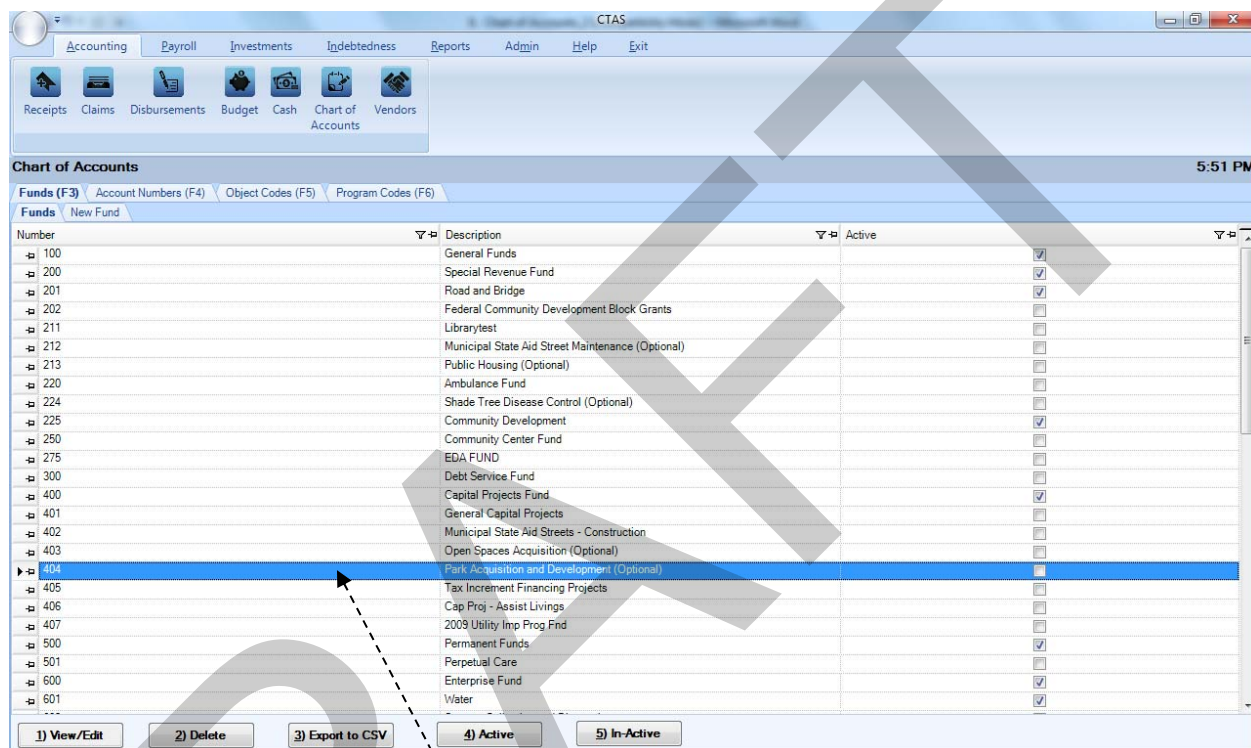 CTAS
Accounting Payroll Investments Indebtedness Reports Admin Help Exit
Receipts Claims Disbursements Budget Cash Chart of Accounts Vendors
Chart of Accounts 5:51 PM
Funds (F3) Account Numbers (F4) Object Codes (F5) Program Codes (F6)
Funds New Fund
Number Description Active
100 General Funds
200 Special Revenue Fund
201 Road and Bridge
202 Federal Community Development Block Grants
211 Librarytest
212 Municipal State Aid Street Maintenance (Optional)
213 Public Housing (Optional)
220 Ambulance Fund
224 Shade Tree Disease Control (Optional)
225 Community Development
250 Community Center Fund
275 EDA FUND
300 Debt Service Fund
400 Capital Projects Fund
401 General Capital Projects
402 Municipal State Aid Streets - Construction
403 Open Spaces Acquisition (Optional)
404 Park Acquisition and Development (Optional)
405 Tax Increment Financing Projects
406 Cap Proj - Assist Livings
407 2009 Utility Imp Prog Fnd
500 Permanent Funds
501 Perpetual Care
600 Enterprise Fund
601 Water
1) View/Edit 2) Delete 3) Export to CSV 4) Active 5) In-Active
DRAFT